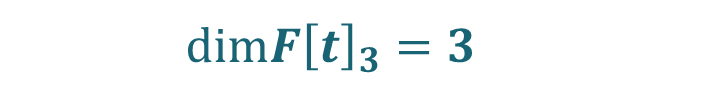 dim𝑭[𝒕]₃ = 𝟑